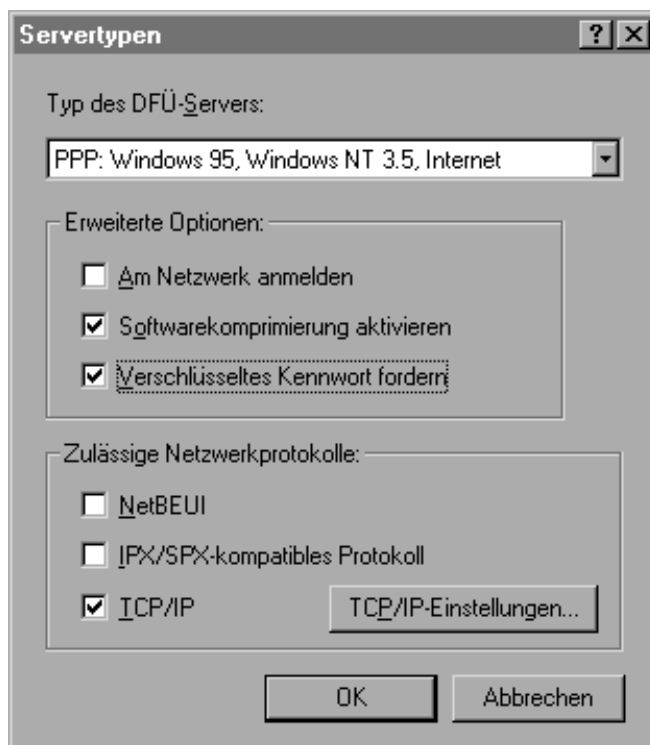 Servertypen
Typ des DFÜ-Servers:
PPP: Windows 95, Windows NT 3.5, Internet
Erweiterte Optionen:
Am Netzwerk anmelden
Softwarekomprimierung aktivieren
Verschlüsseltes Kennwort fordern
Zulässige Netzwerkprotokolle:
NetBEUI
IPX/SPX-kompatibles Protokoll
TCP/IP TCP/IP-Einstellungen...
OK Abbrechen